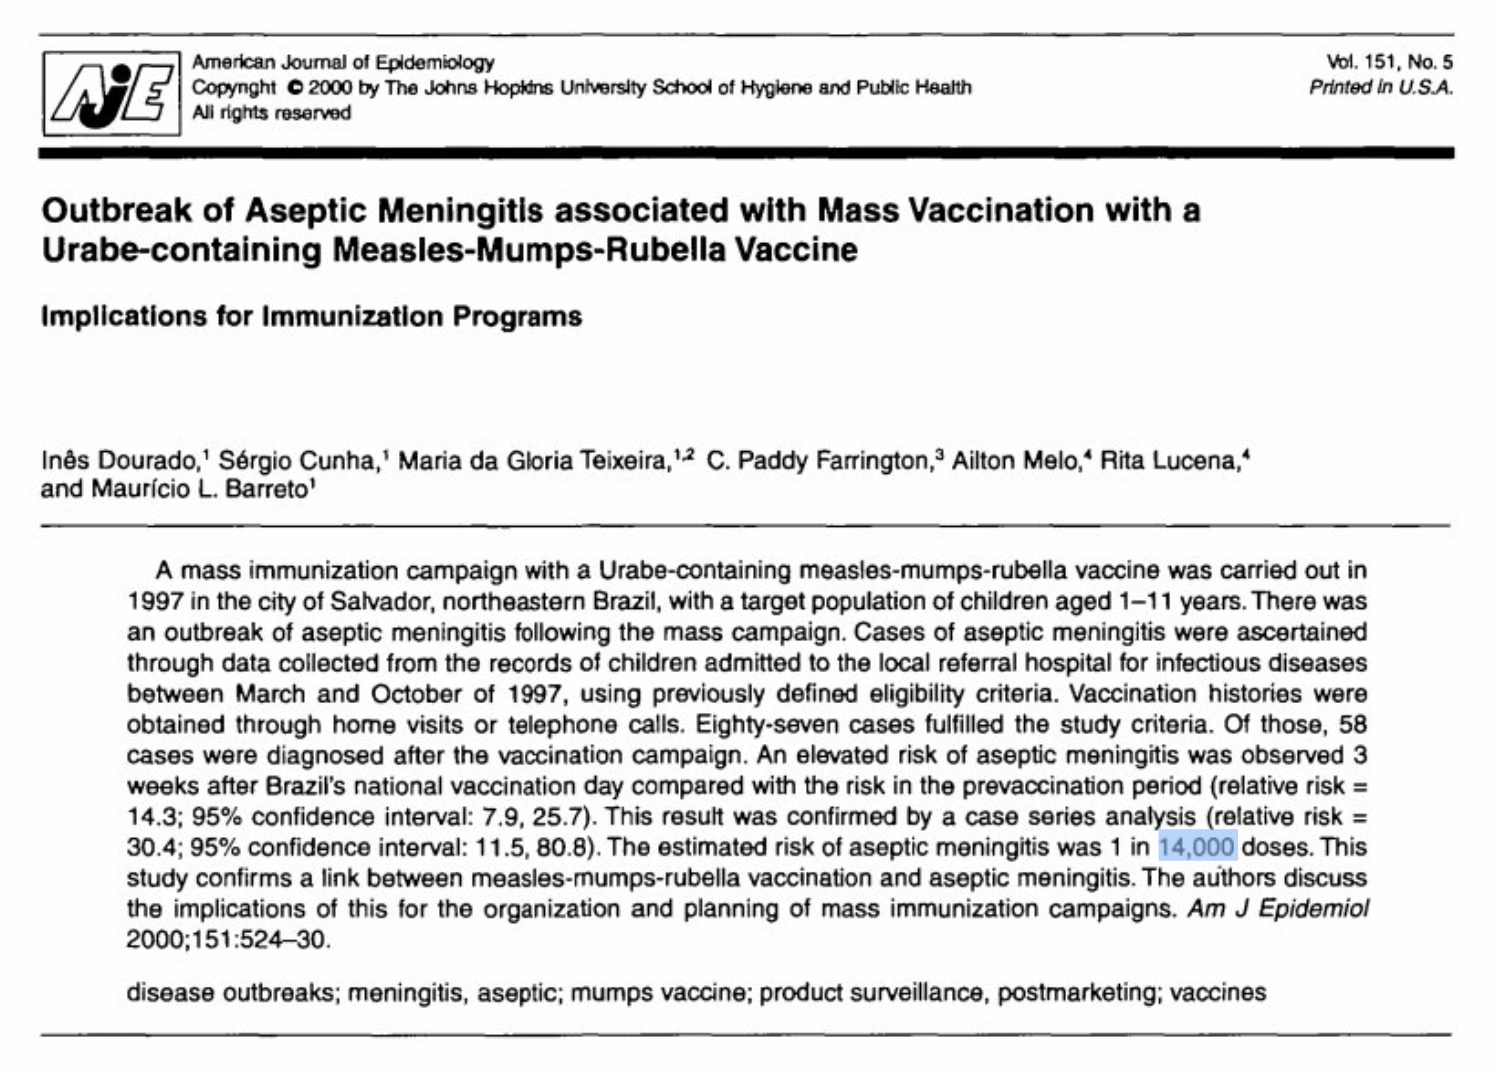 AJE
American Journal of Epidemiology
Copyright © 2000 by The Johns Hopkins University School of Hygiene and Public Health
All rights reserved
Vol. 151, No. 5
Printed in U.S.A.
Outbreak of Aseptic Meningitis associated with Mass Vaccination with a
Urabe-containing Measles-Mumps-Rubella Vaccine
Implications for Immunization Programs
Inês Dourado,¹ Sérgio Cunha,¹ Maria da Gloria Teixeira,¹,² C. Paddy Farrington,³ Ailton Melo,⁴ Rita Lucena,⁴
and Maurício L. Barreto¹
A mass immunization campaign with a Urabe-containing measles-mumps-rubella vaccine was carried out in
1997 in the city of Salvador, northeastern Brazil, with a target population of children aged 1–11 years. There was
an outbreak of aseptic meningitis following the mass campaign. Cases of aseptic meningitis were ascertained
through data collected from the records of children admitted to the local referral hospital for infectious diseases
between March and October of 1997, using previously defined eligibility criteria. Vaccination histories were
obtained through home visits or telephone calls. Eighty-seven cases fulfilled the study criteria. Of those, 58
cases were diagnosed after the vaccination campaign. An elevated risk of aseptic meningitis was observed 3
weeks after Brazil's national vaccination day compared with the risk in the prevaccination period (relative risk =
14.3; 95% confidence interval: 7.9, 25.7). This result was confirmed by a case series analysis (relative risk =
30.4; 95% confidence interval: 11.5, 80.8). The estimated risk of aseptic meningitis was 1 in 14,000 doses. This
study confirms a link between measles-mumps-rubella vaccination and aseptic meningitis. The authors discuss
the implications of this for the organization and planning of mass immunization campaigns. Am J Epidemiol
2000;151:524–30.
disease outbreaks; meningitis, aseptic; mumps vaccine; product surveillance, postmarketing; vaccines